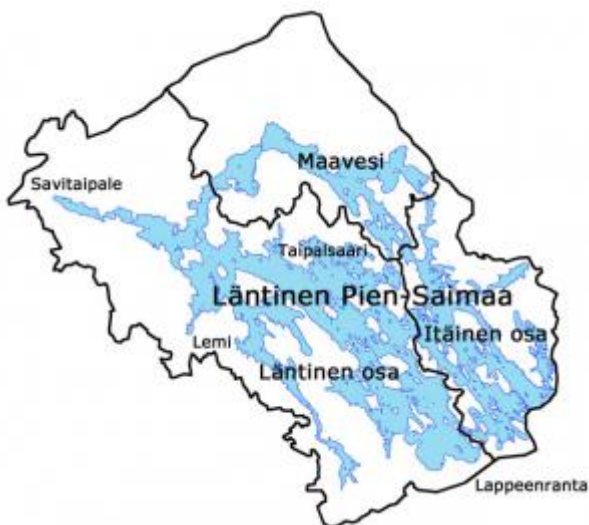 Maavesi
Savitaipale
Taipalsaari
Läntinen Pien-Saimaa
Itäinen osa
Lemi
Läntinen osa
Lappeenranta